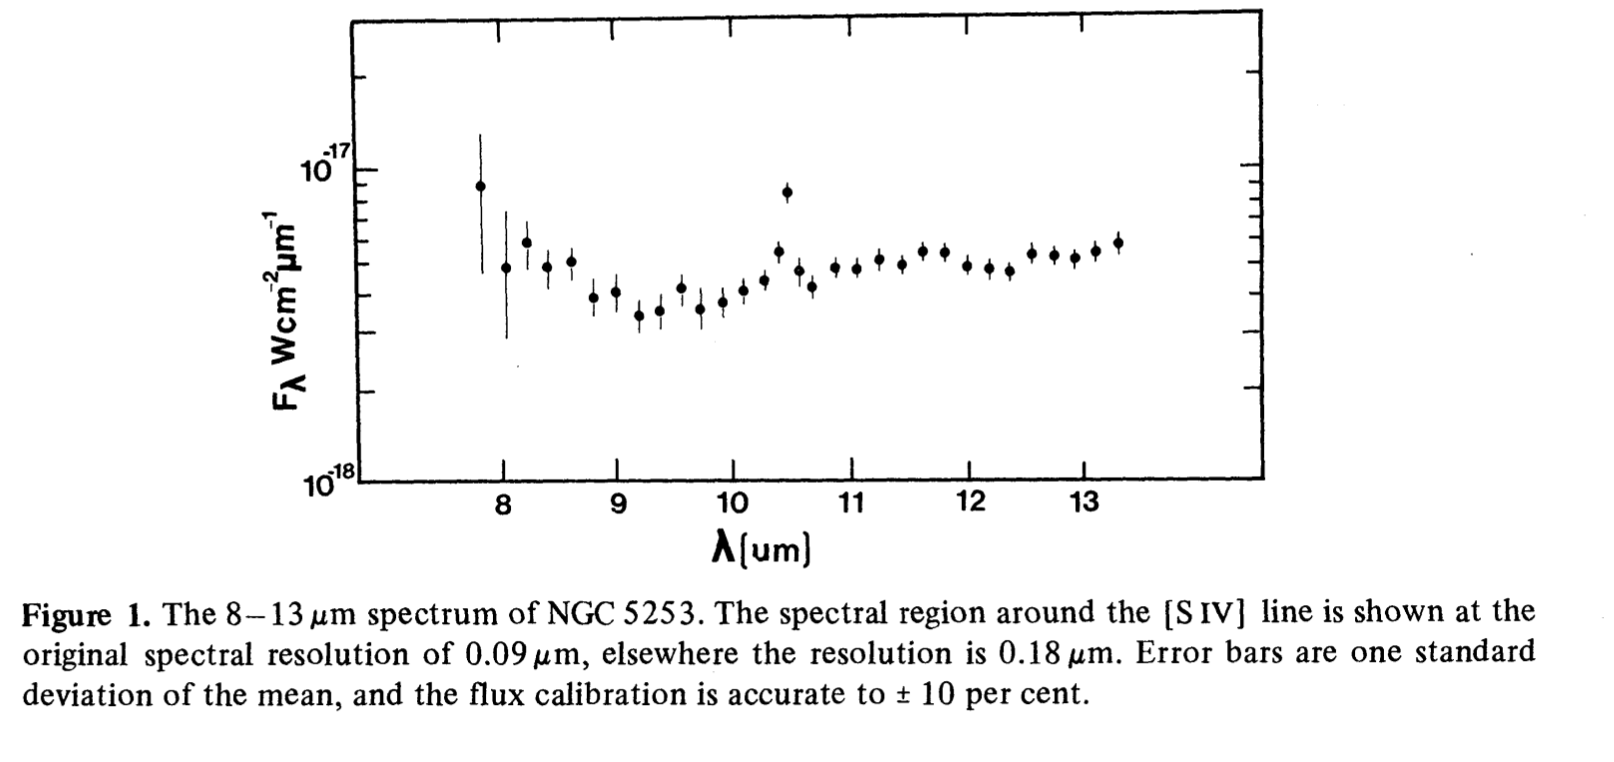 10-17
10-18
Fλ Wcm-2μm-1
8 9 10 11 12 13
λ(um)
Figure 1. The 8–13 μm spectrum of NGC 5253. The spectral region around the [S IV] line is shown at the
original spectral resolution of 0.09 μm, elsewhere the resolution is 0.18 μm. Error bars are one standard
deviation of the mean, and the flux calibration is accurate to ± 10 per cent.